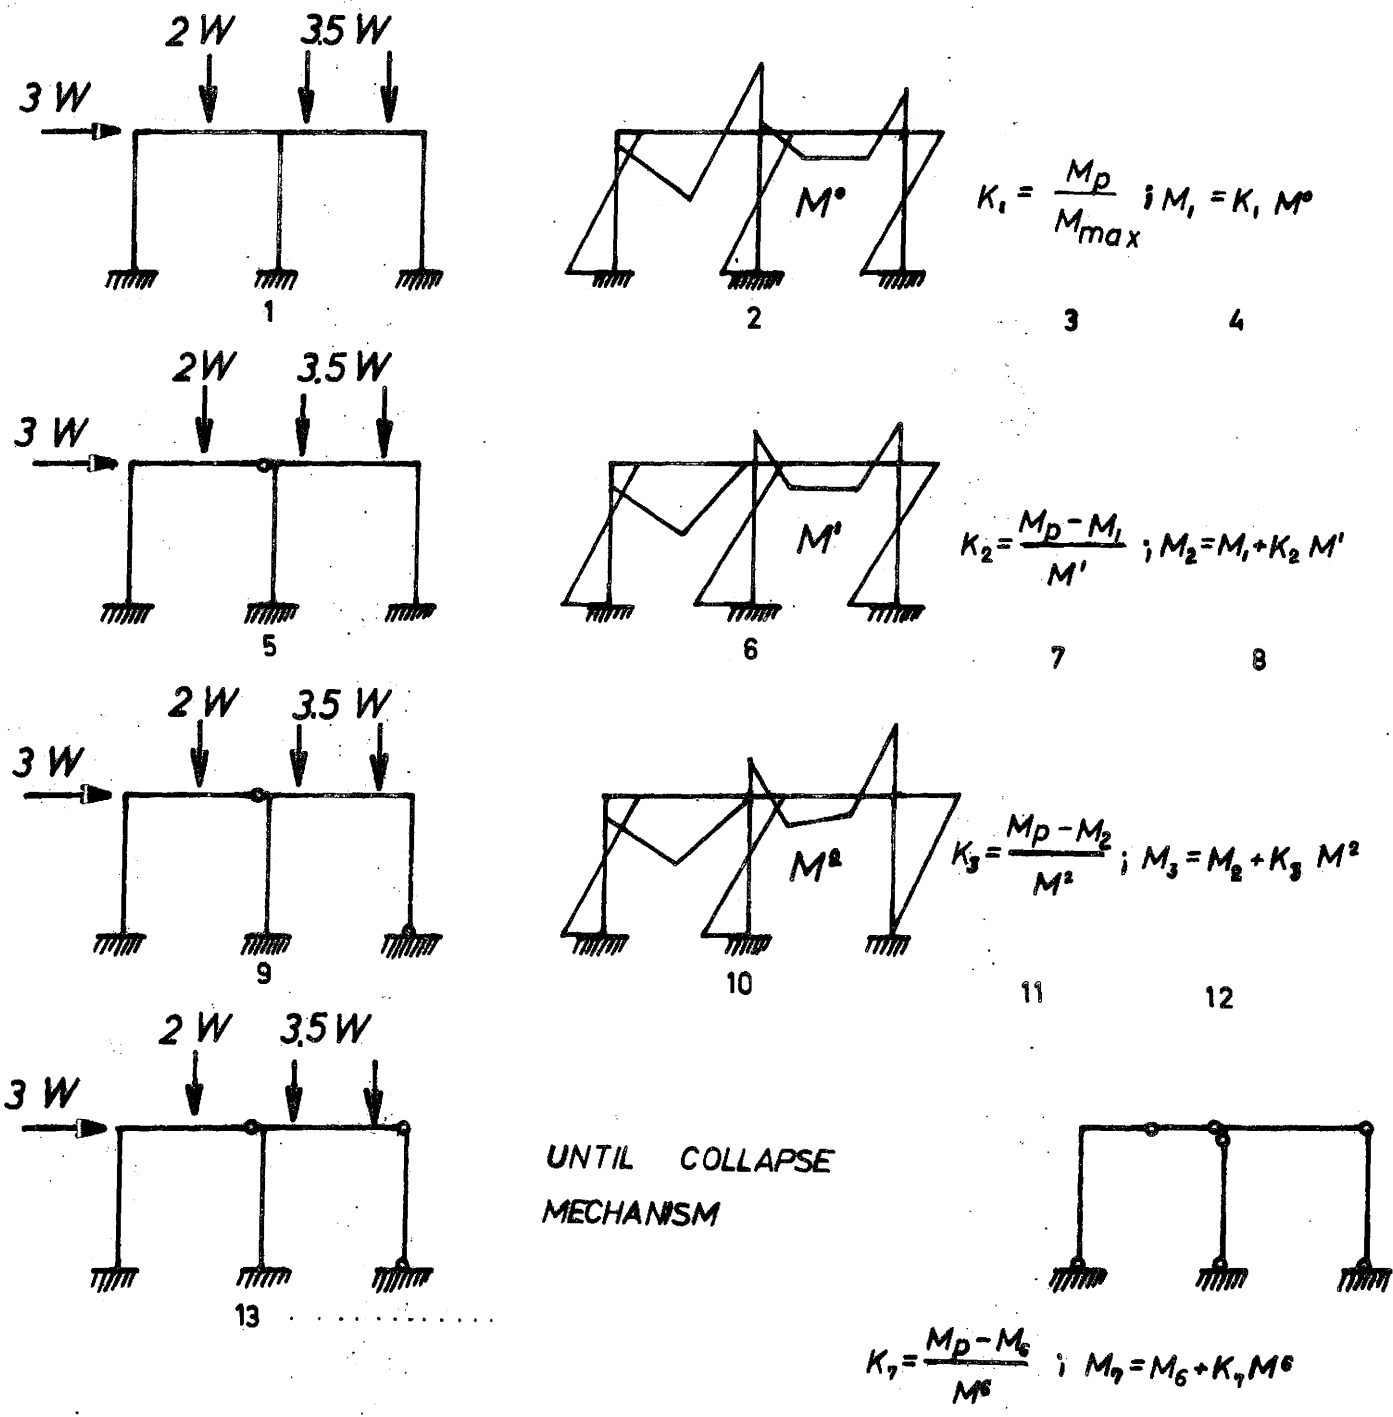 2 W 3.5 W
3 W
M° K₁ = Mp / Mmax ; M₁ = K₁ M°
1 2 3 4
2 W 3.5 W
3 W
M' K₂ = Mp - M₁ / M' ; M₂ = M₁ + K₂ M'
5 6 7 8
2 W 3.5 W
3 W
M² K₃ = Mp - M₂ / M² ; M₃ = M₂ + K₃ M²
9 10 11 12
2 W 3.5 W
3 W
UNTIL COLLAPSE
MECHANISM
13 . . . . . . . . . . . .
K₇ = Mp - M₆ / M⁶ ; M₇ = M₆ + K₇ M⁶